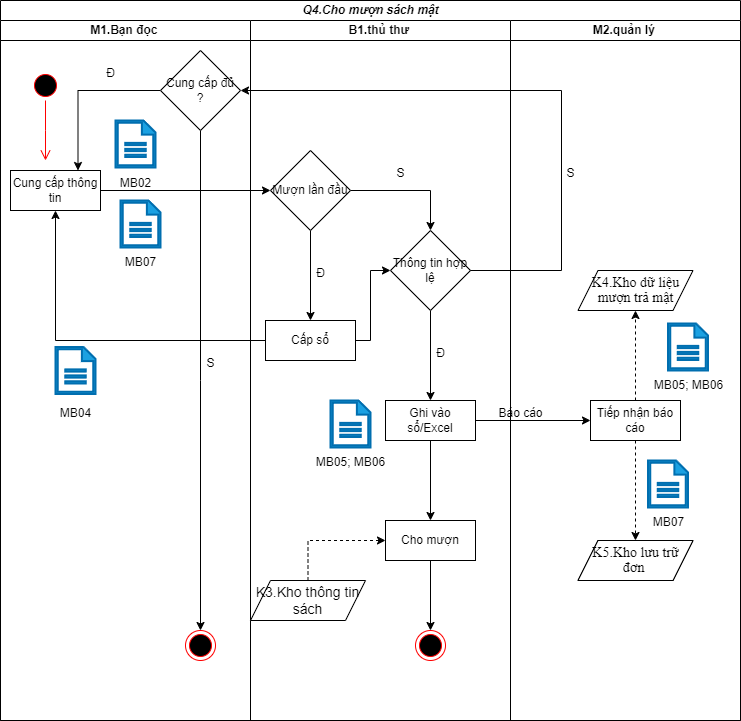 Q4.Cho mượn sách mật
M1.Bạn đọc
B1.thủ thư
M2.quản lý
Đ
Cung cấp đủ
?
Cung cấp thông
tin
MB02
MB07
Mượn lần đầu
S
S
Thông tin hợp
lệ
Đ
Cấp sổ
K4.Kho dữ liệu
mượn trả mật
S
Đ
MB04
MB05; MB06
Ghi vào
sổ/Excel
Báo cáo
Tiếp nhận báo
cáo
MB05; MB06
MB07
Cho mượn
K5.Kho lưu trữ
đơn
K3.Kho thông tin
sách